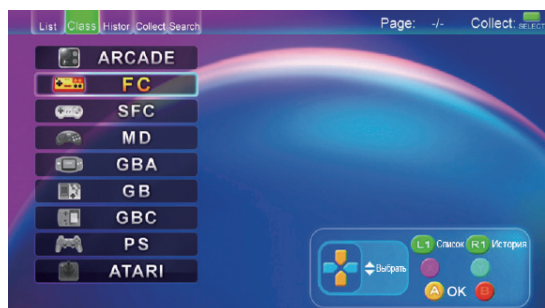 List Class Histor Collect Search Page: -/- Collect: SELECT
ARCADE
FC
SFC
MD
GBA
GB
GBC
PS
ATARI
L1 Список R1 История
Выбрать
X Y
A OK B